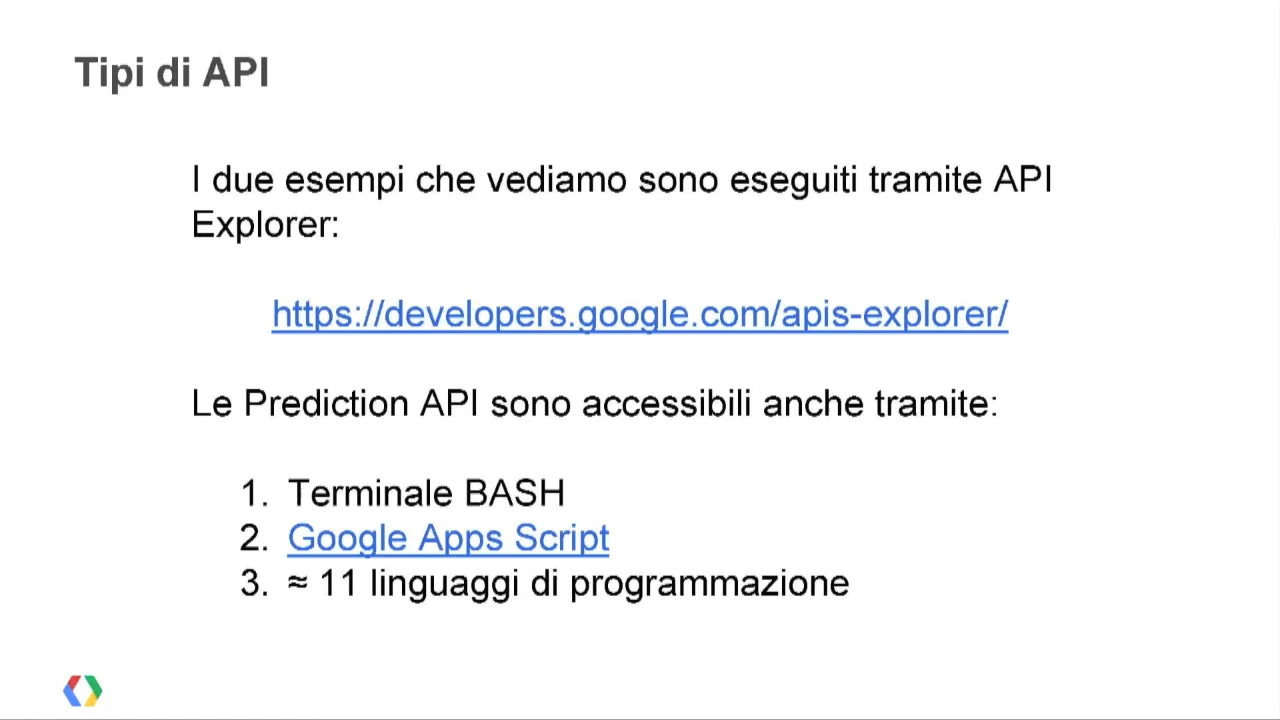 Tipi di API
I due esempi che vediamo sono eseguiti tramite API
Explorer:
https://developers.google.com/apis-explorer/
Le Prediction API sono accessibili anche tramite:
1. Terminale BASH
2. Google Apps Script
3. ≈ 11 linguaggi di programmazione